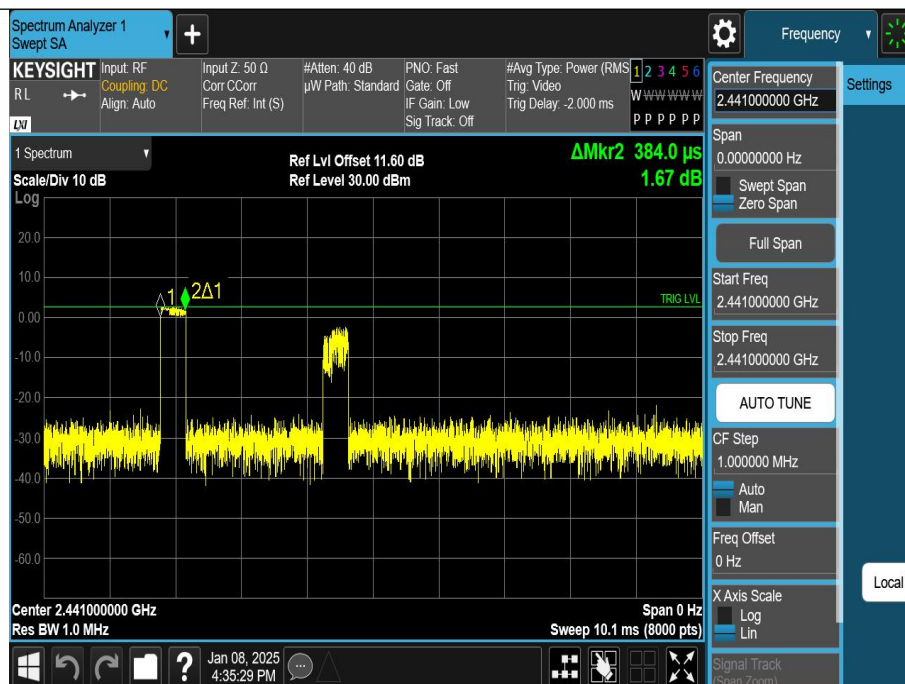 Spectrum Analyzer 1
Swept SA
+
Frequency
KEYSIGHT
RL
LXI
Input: RF
Coupling: DC
Align: Auto
Input Z: 50 Ω
Corr CCorr
Freq Ref: Int (S)
#Atten: 40 dB
µW Path: Standard
PNO: Fast
Gate: Off
IF Gain: Low
Sig Track: Off
#Avg Type: Power (RMS
Trig: Video
Trig Delay: -2.000 ms
1 2 3 4 5 6
W W W W W W
P P P P P P
1 Spectrum
Scale/Div 10 dB
Log
Ref Lvl Offset 11.60 dB
Ref Level 30.00 dBm
ΔMkr2 384.0 µs
1.67 dB
20.0
10.0
0.00
-10.0
-20.0
-30.0
-40.0
-50.0
-60.0
1
2Δ1
TRIG LVL
Center 2.441000000 GHz
Res BW 1.0 MHz
Span 0 Hz
Sweep 10.1 ms (8000 pts)
Jan 08, 2025
4:35:29 PM
?
Center Frequency
2.441000000 GHz
Settings
Span
0.00000000 Hz
Swept Span
Zero Span
Full Span
Start Freq
2.441000000 GHz
Stop Freq
2.441000000 GHz
AUTO TUNE
CF Step
1.000000 MHz
Auto
Man
Freq Offset
0 Hz
Local
X Axis Scale
Log
Lin
Signal Track
(Span Zoom)